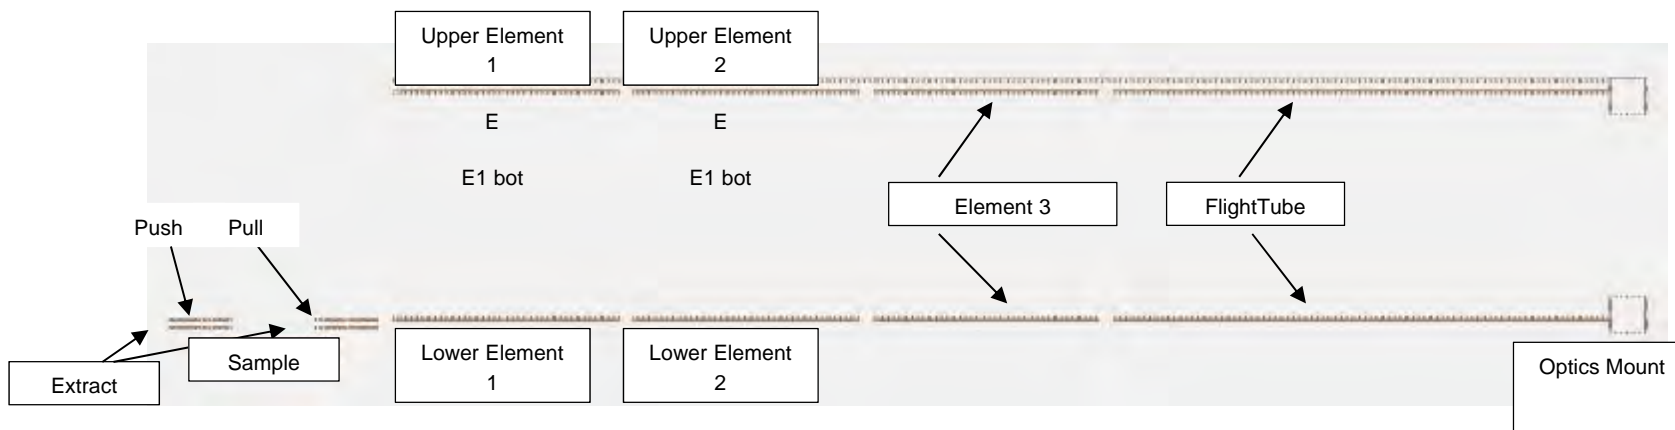 Upper Element
1
Upper Element
2
E
E
E1 bot
E1 bot
Element 3
FlightTube
Push
Pull
Sample
Extract
Lower Element
1
Lower Element
2
Optics Mount